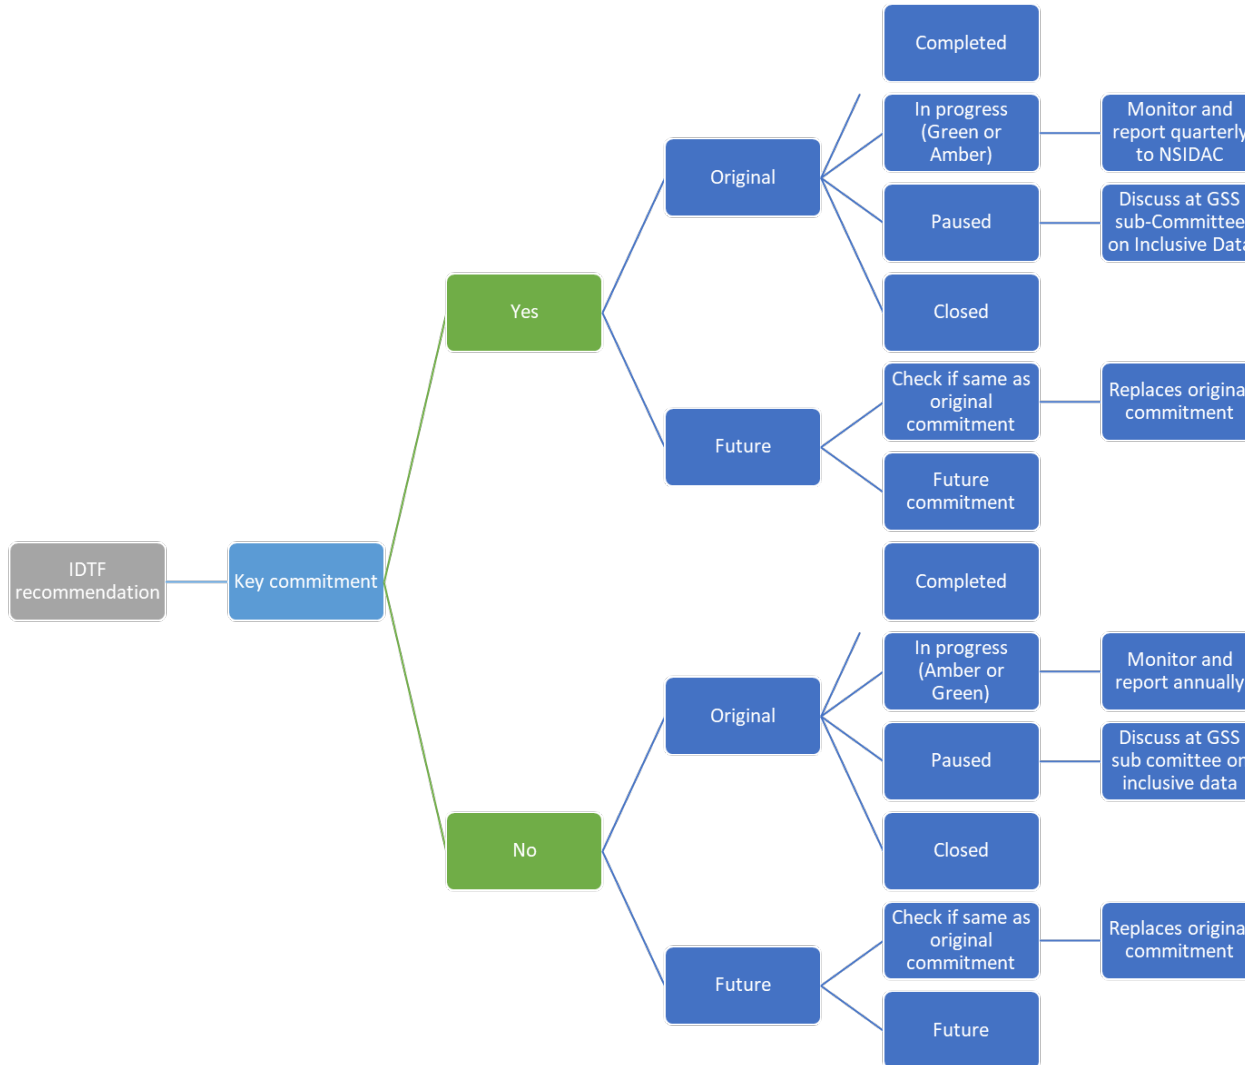 Completed
In progress
(Green or
Amber)
Monitor and
report quarterly
to NSIDAC
Original
Paused
Discuss at GSS
sub-Committee
on Inclusive Data
Closed
Yes
Check if same as
original
commitment
Replaces original
commitment
Future
Future
commitment
IDTF
recommendation
Key commitment
Completed
In progress
(Amber or
Green)
Monitor and
report annually
Original
Paused
Discuss at GSS
sub comittee on
inclusive data
Closed
No
Check if same as
original
commitment
Replaces original
commitment
Future
Future